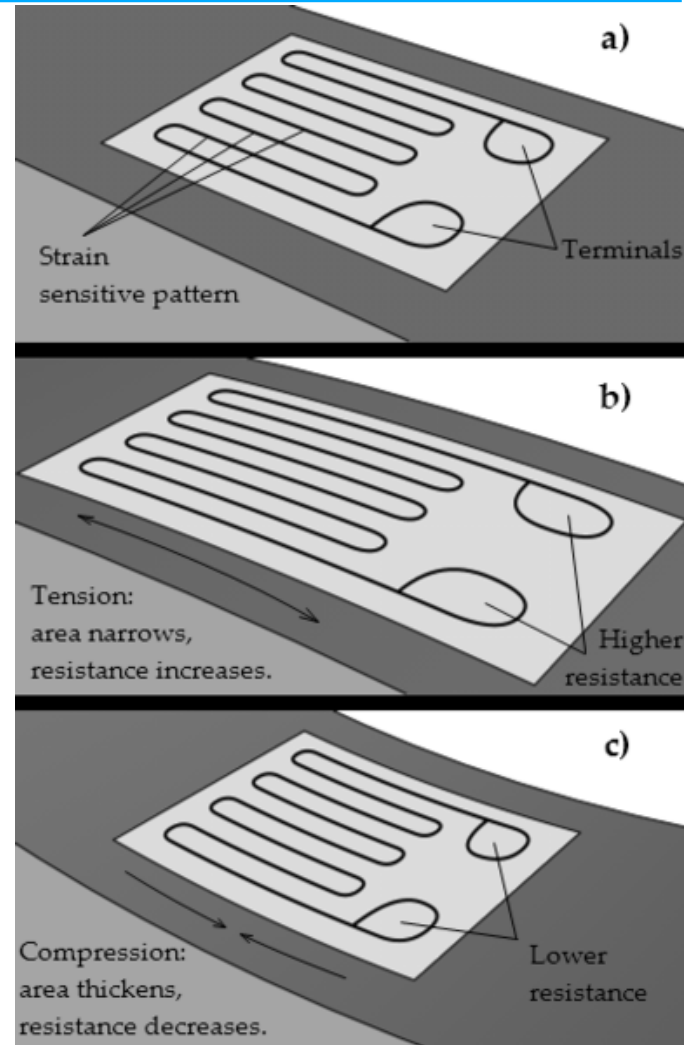 a)
Strain
sensitive pattern
Terminals
b)
Tension:
area narrows,
resistance increases.
Higher
resistance
c)
Compression:
area thickens,
resistance decreases.
Lower
resistance